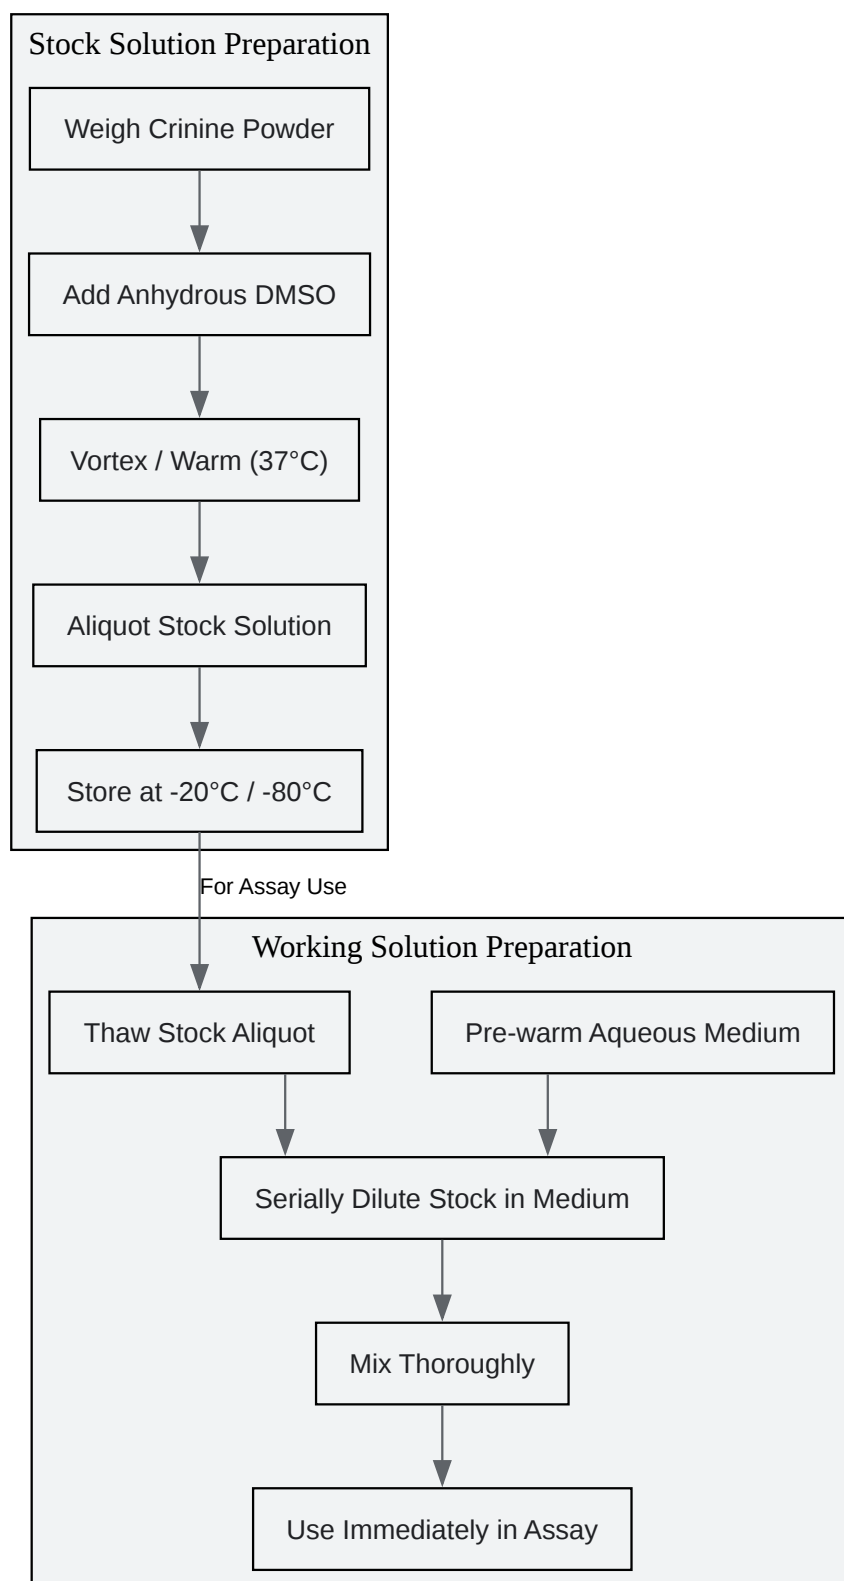 Stock Solution Preparation
Weigh Crinine Powder
Add Anhydrous DMSO
Vortex / Warm (37°C)
Aliquot Stock Solution
Store at -20°C / -80°C
For Assay Use
Working Solution Preparation
Thaw Stock Aliquot
Pre-warm Aqueous Medium
Serially Dilute Stock in Medium
Mix Thoroughly
Use Immediately in Assay